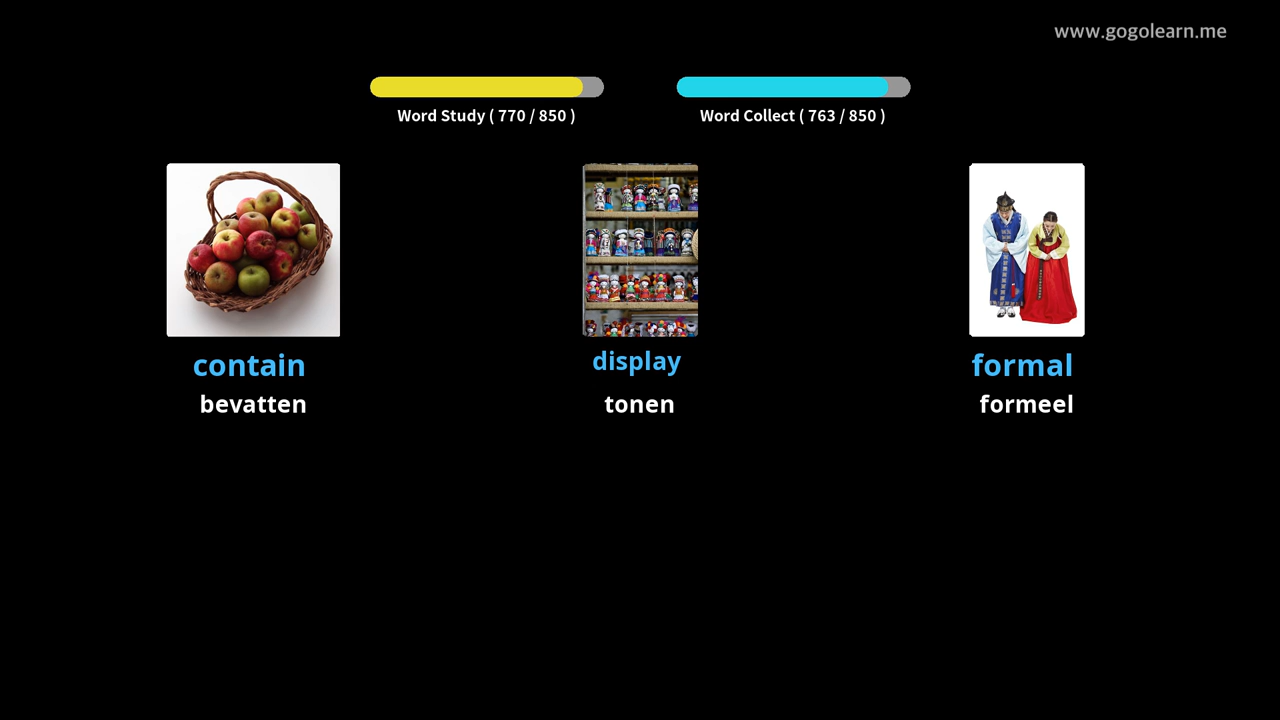 www.gogolearn.me
Word Study ( 770 / 850 )
Word Collect ( 763 / 850 )
contain
bevatten
display
tonen
formal
formeel